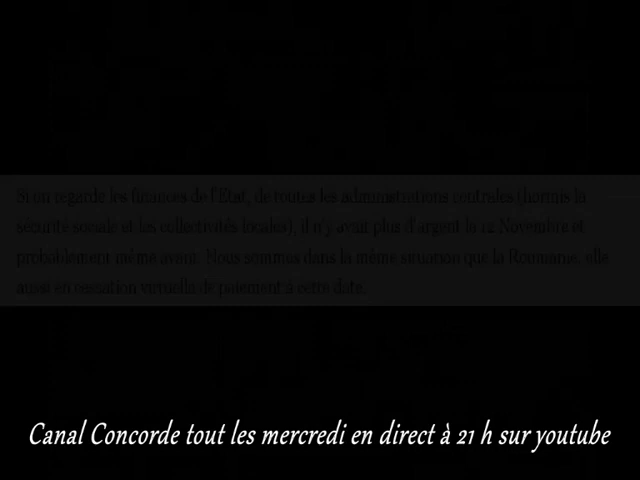 Si on regarde les finances de l'Etat, de toutes les administrations centrales (hormis la
sécurité sociale et les collectivités locales), il n'y avait plus d'argent le 12 Novembre et
probablement même avant. Nous sommes dans la même situation que la Roumanie, elle
aussi en cessation virtuelle de paiement à cette date.
Canal Concorde tout les mercredi en direct à 21 h sur youtube